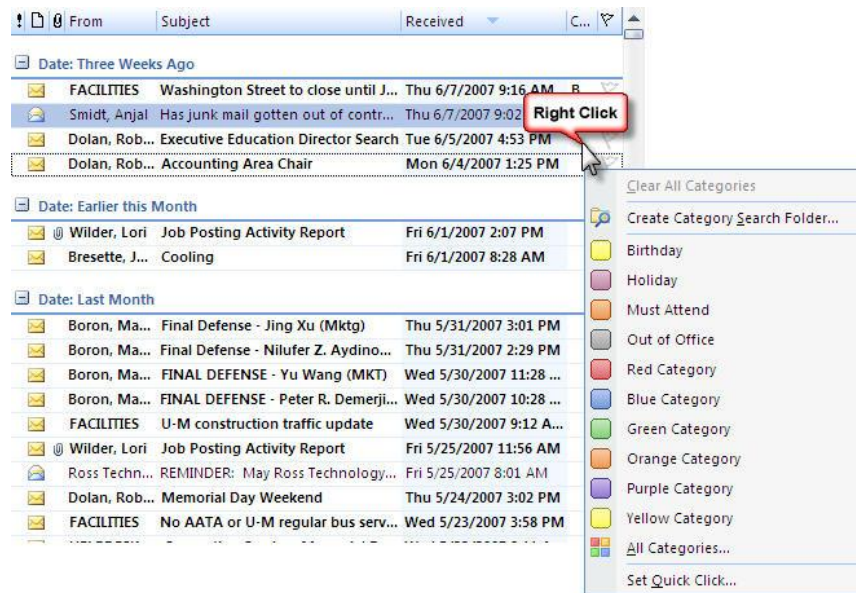 ! From Subject Received C...
Date: Three Weeks Ago
FACILITIES Washington Street to close until J... Thu 6/7/2007 9:16 AM B
Smidt, Anjal Has junk mail gotten out of contr... Thu 6/7/2007 9:02
Right Click
Dolan, Rob... Executive Education Director Search Tue 6/5/2007 4:53 PM
Dolan, Rob... Accounting Area Chair Mon 6/4/2007 1:25 PM
Date: Earlier this Month
Wilder, Lori Job Posting Activity Report Fri 6/1/2007 2:07 PM
Bresette, J... Cooling Fri 6/1/2007 8:28 AM
Date: Last Month
Boron, Ma... Final Defense - Jing Xu (Mktg) Thu 5/31/2007 3:01 PM
Boron, Ma... Final Defense - Nilufer Z. Aydino... Thu 5/31/2007 2:29 PM
Boron, Ma... FINAL DEFENSE - Yu Wang (MKT) Wed 5/30/2007 11:28 ...
Boron, Ma... FINAL DEFENSE - Peter R. Demerji... Wed 5/30/2007 10:28 ...
FACILITIES U-M construction traffic update Wed 5/30/2007 9:12 A...
Wilder, Lori Job Posting Activity Report Fri 5/25/2007 11:56 AM
Ross Techn... REMINDER: May Ross Technology... Fri 5/25/2007 8:01 AM
Dolan, Rob... Memorial Day Weekend Thu 5/24/2007 3:02 PM
FACILITIES No AATA or U-M regular bus serv... Wed 5/23/2007 3:58 PM
Clear All Categories
Create Category Search Folder...
Birthday
Holiday
Must Attend
Out of Office
Red Category
Blue Category
Green Category
Orange Category
Purple Category
Yellow Category
All Categories...
Set Quick Click...